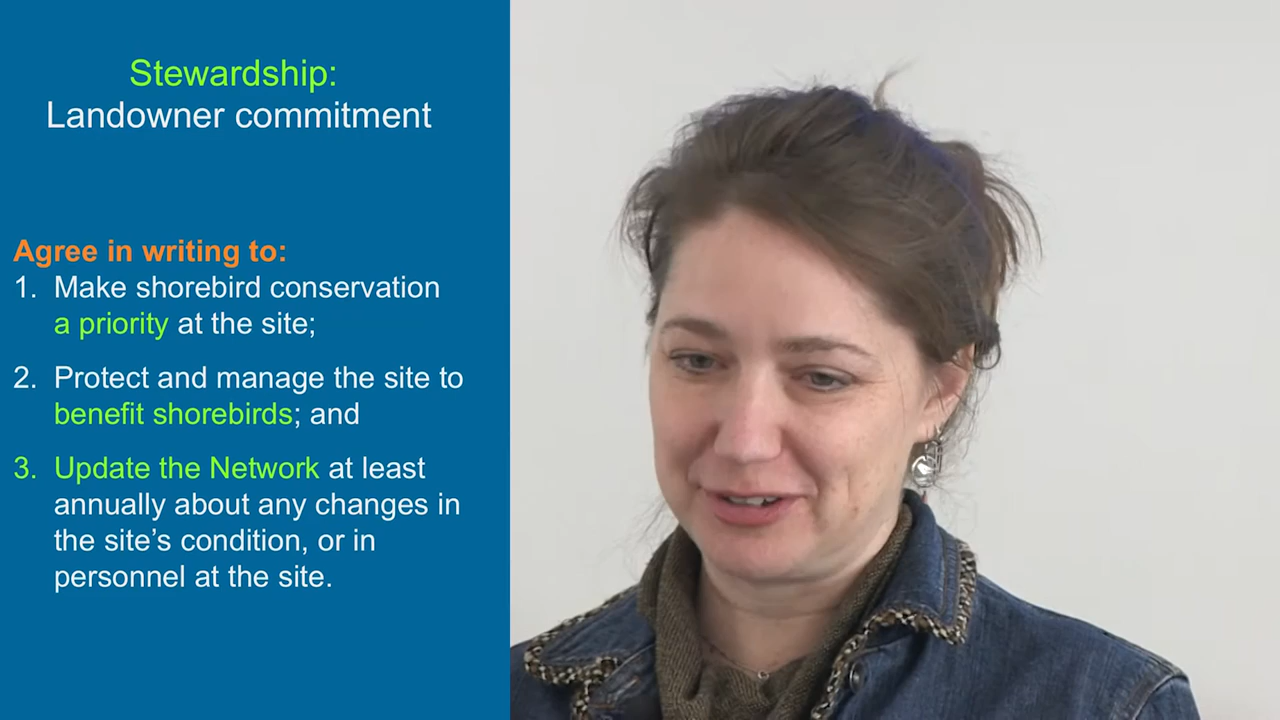 Stewardship:
Landowner commitment
Agree in writing to:
1. Make shorebird conservation
a priority at the site;
2. Protect and manage the site to
benefit shorebirds; and
3. Update the Network at least
annually about any changes in
the site’s condition, or in
personnel at the site.